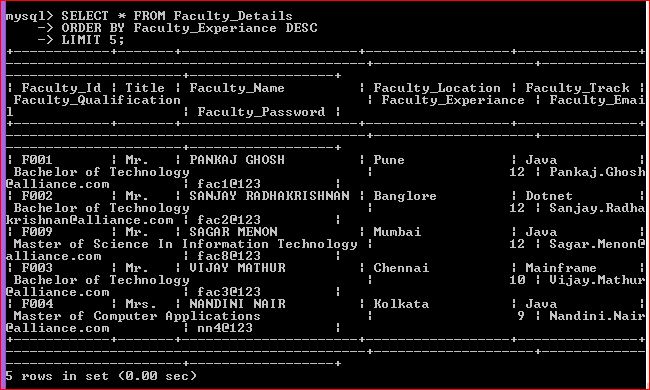 mysql> SELECT * FROM Faculty_Details
-> ORDER BY Faculty_Experiance DESC
-> LIMIT 5;
| Faculty_Id | Title | Faculty_Name | Faculty_Location | Faculty_Track |
Faculty_Qualification | Faculty_Experiance | Faculty_Emai
l | Faculty_Password |
| F001 | Mr. | PANKAJ GHOSH | Pune | Java |
Bachelor of Technology | 12 | Pankaj.Ghosh
@alliance.com | fac1@123 |
| F002 | Mr. | SANJAY RADHAKRISHNAN | Banglore | Dotnet |
Bachelor of Technology | 12 | Sanjay.Radha
krishnan@alliance.com | fac2@123 |
| F009 | Mr. | SAGAR MENON | Mumbai | Java |
Master of Science In Information Technology | 12 | Sagar.Menon@
alliance.com | fac8@123 |
| F003 | Mr. | VIJAY MATHUR | Chennai | Mainframe |
Bachelor of Technology | 10 | Vijay.Mathur
@alliance.com | fac3@123 |
| F004 | Mrs. | NANDINI NAIR | Kolkata | Java |
Master of Computer Applications | 9 | Nandini.Nair
@alliance.com | nn4@123 |
5 rows in set (0.00 sec)